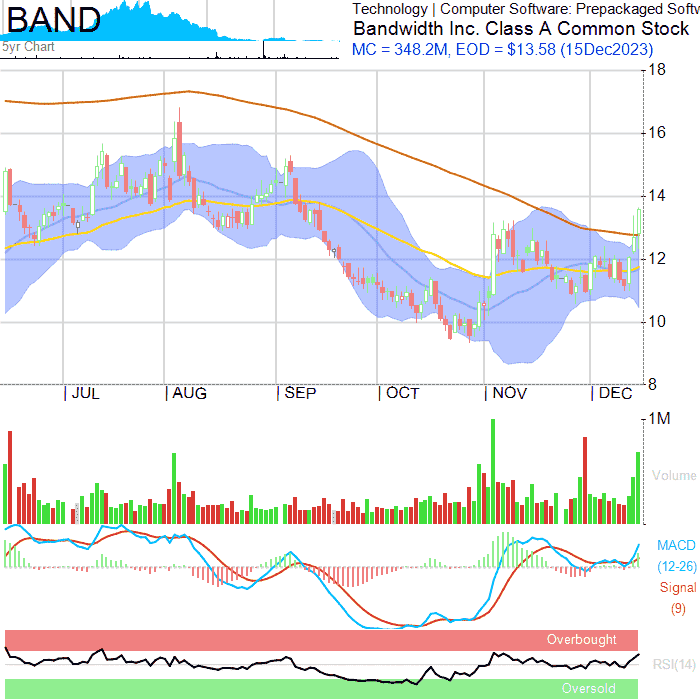 BAND
5yr Chart
Technology | Computer Software: Prepackaged Softw
Bandwidth Inc. Class A Common Stock
MC = 348.2M, EOD = $13.58 (15Dec2023)
18
16
14
12
10
8
JUL AUG SEP OCT NOV DEC
1M
Volume
MACD
(12-26)
Signal
(9)
Overbought
RSI(14)
Oversold